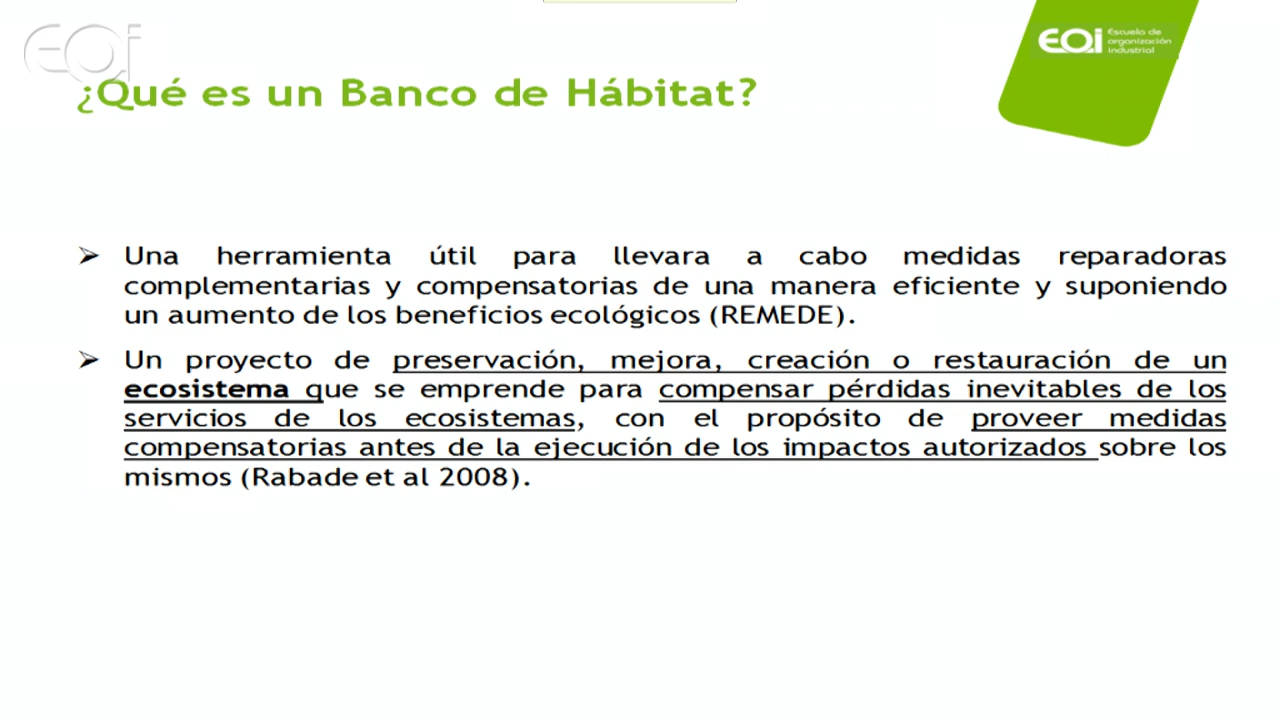 EOI
EOI Escuela de
organización
industrial
¿Qué es un Banco de Hábitat?
➢ Una herramienta útil para llevara a cabo medidas reparadoras
complementarias y compensatorias de una manera eficiente y suponiendo
un aumento de los beneficios ecológicos (REMEDE).
➢ Un proyecto de preservación, mejora, creación o restauración de un
ecosistema que se emprende para compensar pérdidas inevitables de los
servicios de los ecosistemas, con el propósito de proveer medidas
compensatorias antes de la ejecución de los impactos autorizados sobre los
mismos (Rabade et al 2008).